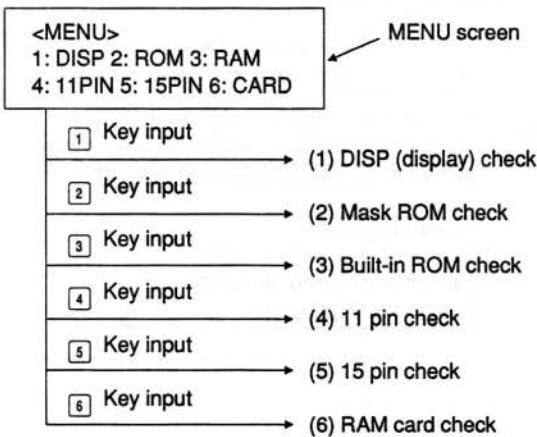 <MENU>
MENU screen
1: DISP 2: ROM 3: RAM
4: 11PIN 5: 15PIN 6: CARD
1 Key input
(1) DISP (display) check
2 Key input
(2) Mask ROM check
3 Key input
(3) Built-in ROM check
4 Key input
(4) 11 pin check
5 Key input
(5) 15 pin check
6 Key input
(6) RAM card check